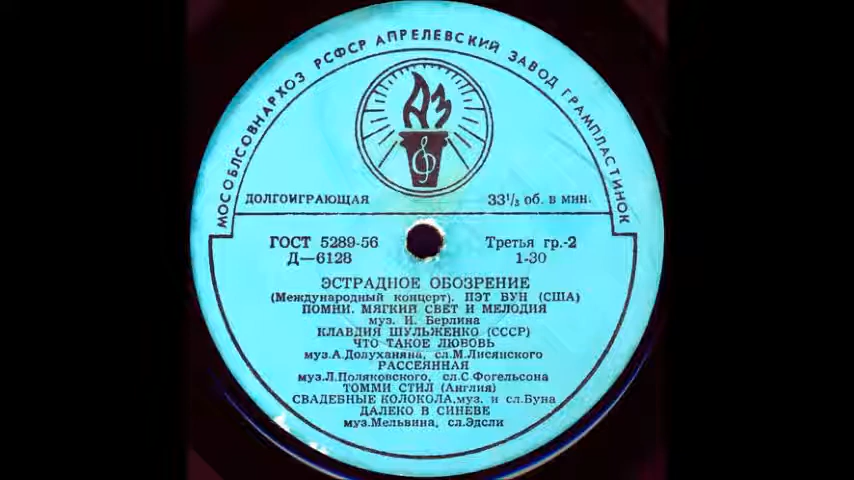 МОСОБЛСОВНАРХОЗ РСФСР АПРЕЛЕВСКИЙ ЗАВОД ГРАМПЛАСТИНОК
АЗ
ДОЛГОИГРАЮЩАЯ 33⅓ об. в мин.
ГОСТ 5289-56 Третья гр.-2
Д—6128 1-30
ЭСТРАДНОЕ ОБОЗРЕНИЕ
(Международный концерт). ПЭТ БУН (США)
ПОМНИ. МЯГКИЙ СВЕТ И МЕЛОДИЯ
муз. И. Берлина
КЛАВДИЯ ШУЛЬЖЕНКО (СССР)
ЧТО ТАКОЕ ЛЮБОВЬ
муз.А.Долуханяна, сл.М.Лисянского
РАССЕЯННАЯ
муз.Л.Поляковского, сл.С.Фогельсона
ТОММИ СТИЛ (Англия)
СВАДЕБНЫЕ КОЛОКОЛА,муз. и сл.Буна
ДАЛЕКО В СИНЕВЕ
муз.Мельвина, сл.Эдсли